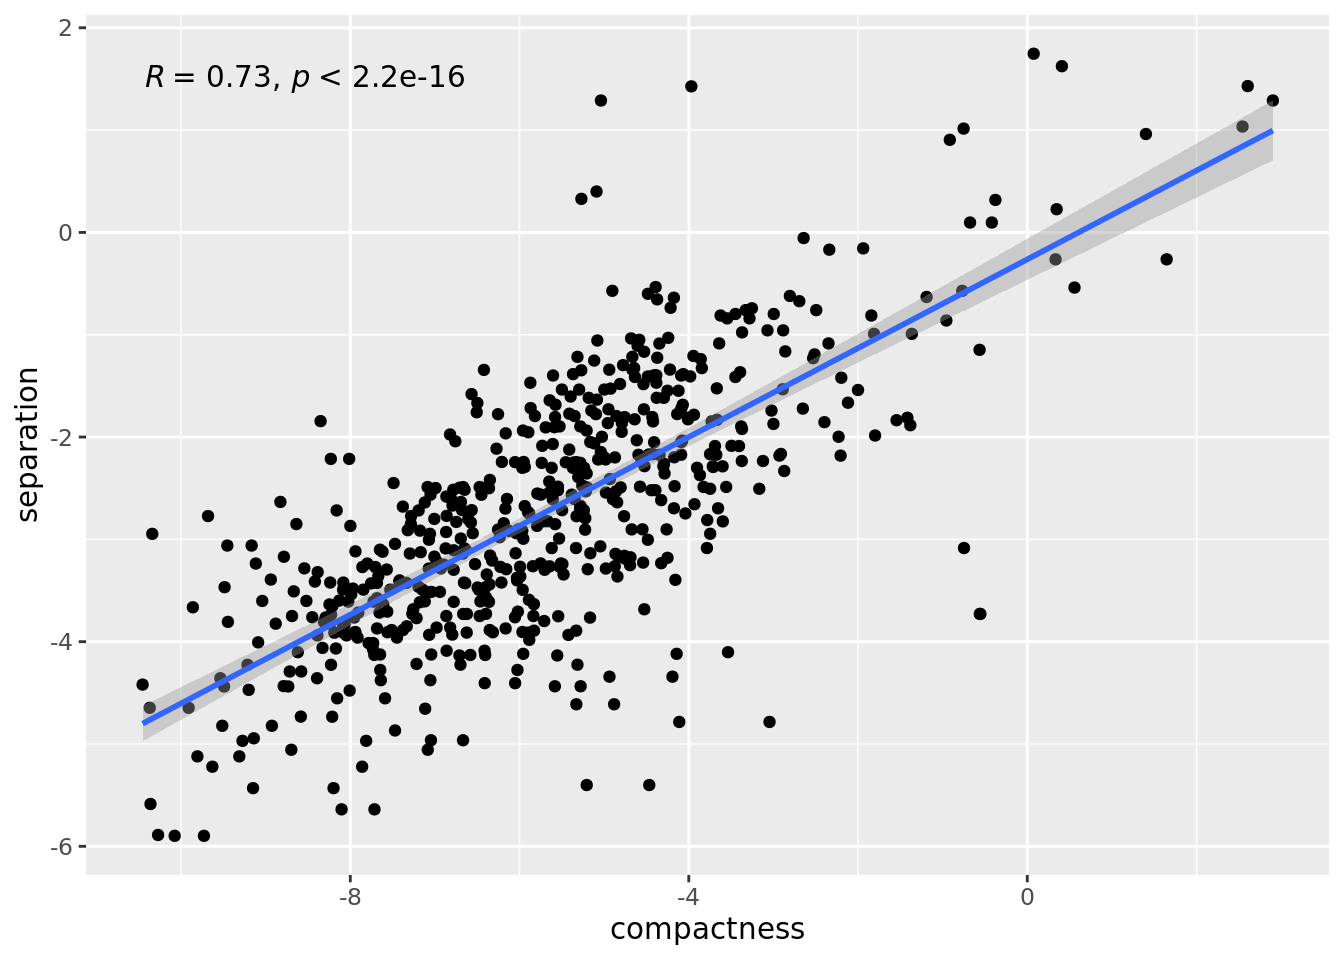 R = 0.73, p < 2.2e-16
2
0
-2
-4
-6
separation
-8
-4
0
compactness